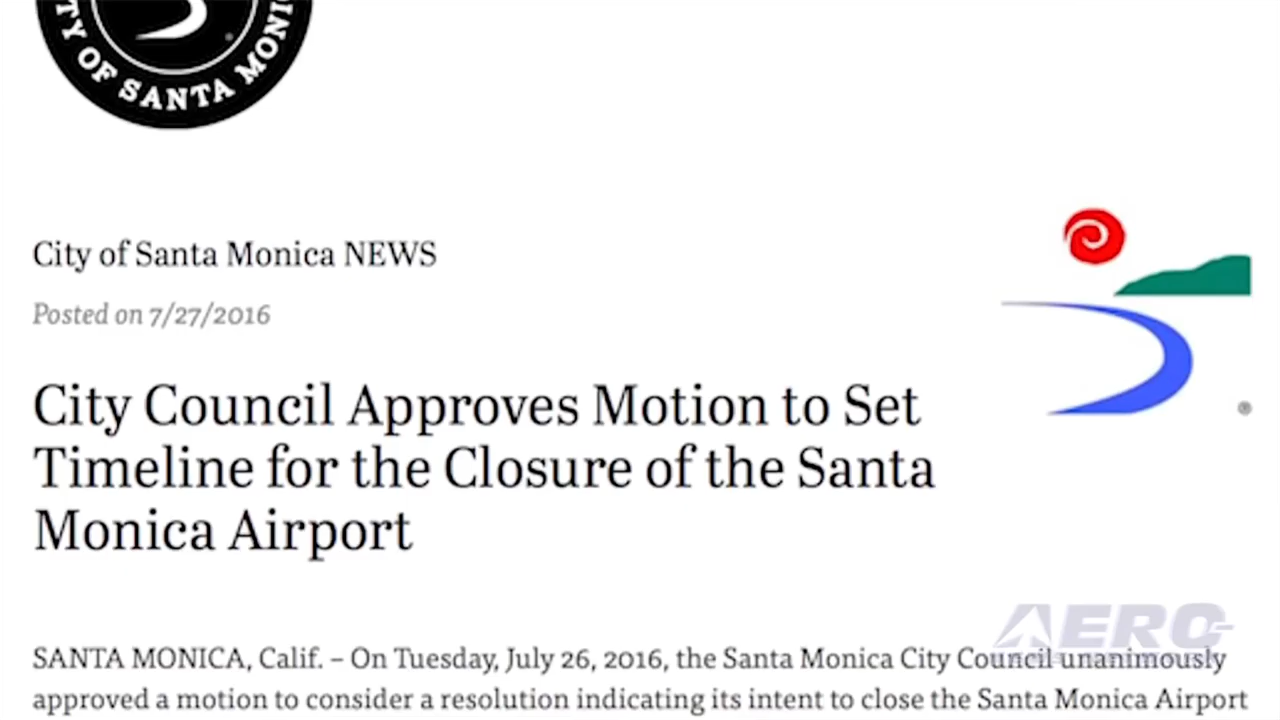 TY OF SANTA MONI
City of Santa Monica NEWS
Posted on 7/27/2016
City Council Approves Motion to Set
Timeline for the Closure of the Santa
Monica Airport
®
AERO-
SANTA MONICA, Calif. – On Tuesday, July 26, 2016, the Santa Monica City Council unanimously
approved a motion to consider a resolution indicating its intent to close the Santa Monica Airport